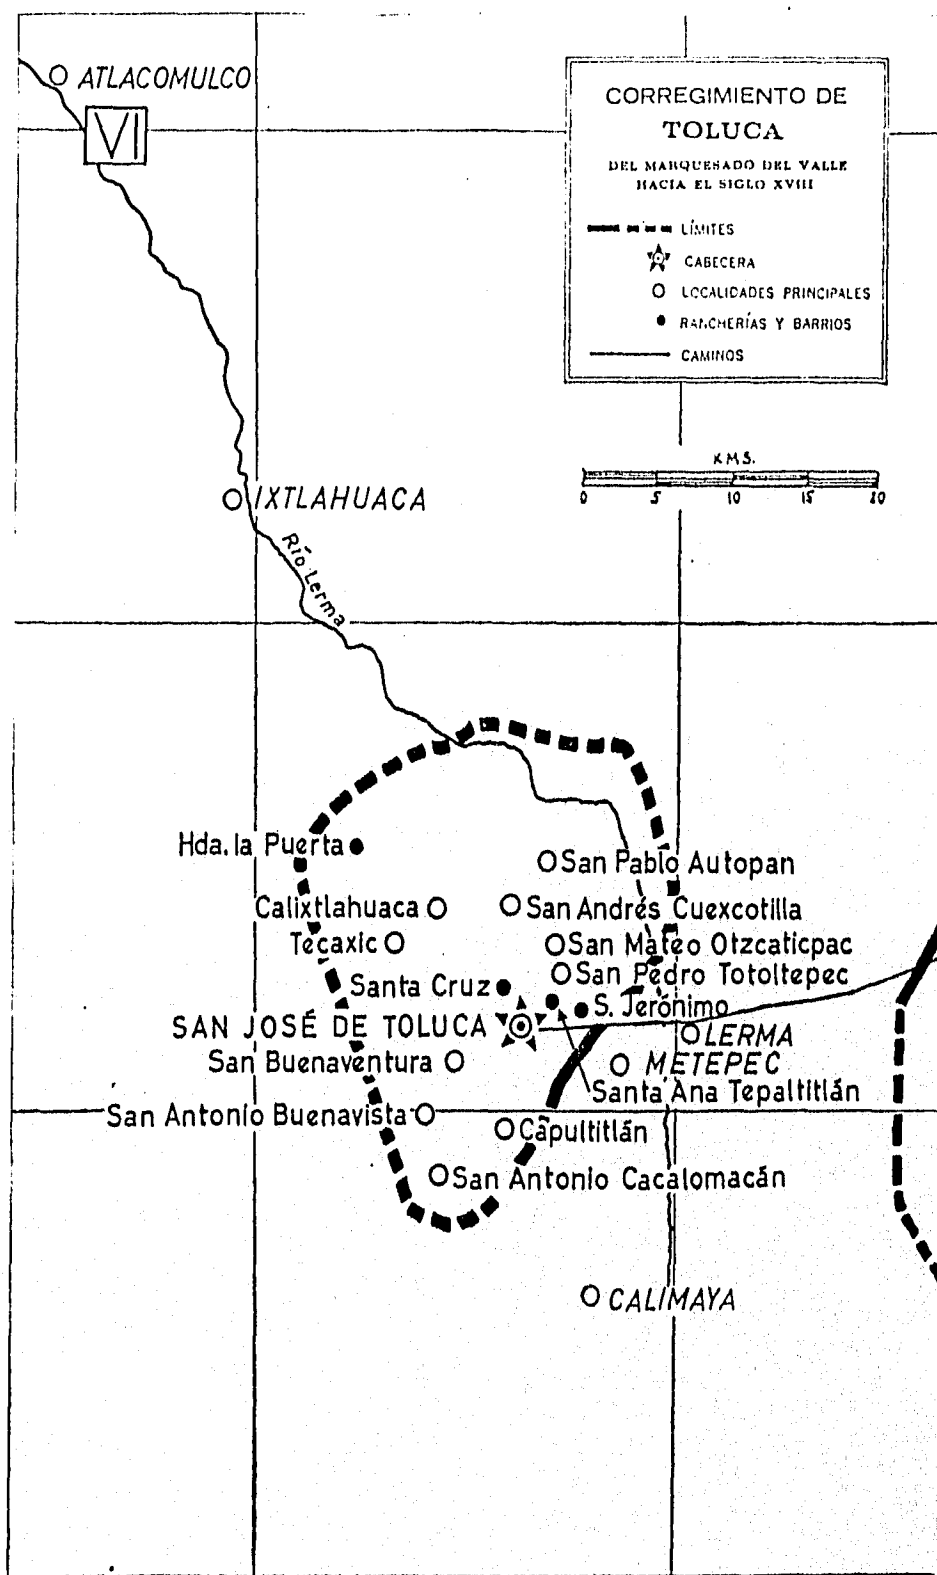 ATLACOMULCO
VI
CORREGIMIENTO DE
TOLUCA
DEL MARQUESADO DEL VALLE
HACIA EL SIGLO XVIII
LÍMITES
CABECERA
LOCALIDADES PRINCIPALES
RANCHERÍAS Y BARRIOS
CAMINOS
KMS.
0 5 10 15 20
IXTLAHUACA
Río Lerma
Hda. la Puerta
San Pablo Autopan
Calixtlahuaca
San Andrés Cuexcotilla
Tecaxic
San Mateo Otzcaticpac
San Pedro Totoltepec
Santa Cruz
S. Jerónimo
SAN JOSÉ DE TOLUCA
LERMA
San Buenaventura
METEPEC
Santa Ana Tepaltitlán
San Antonio Buenavista
Capultitlán
San Antonio Cacalomacán
CALIMAYA